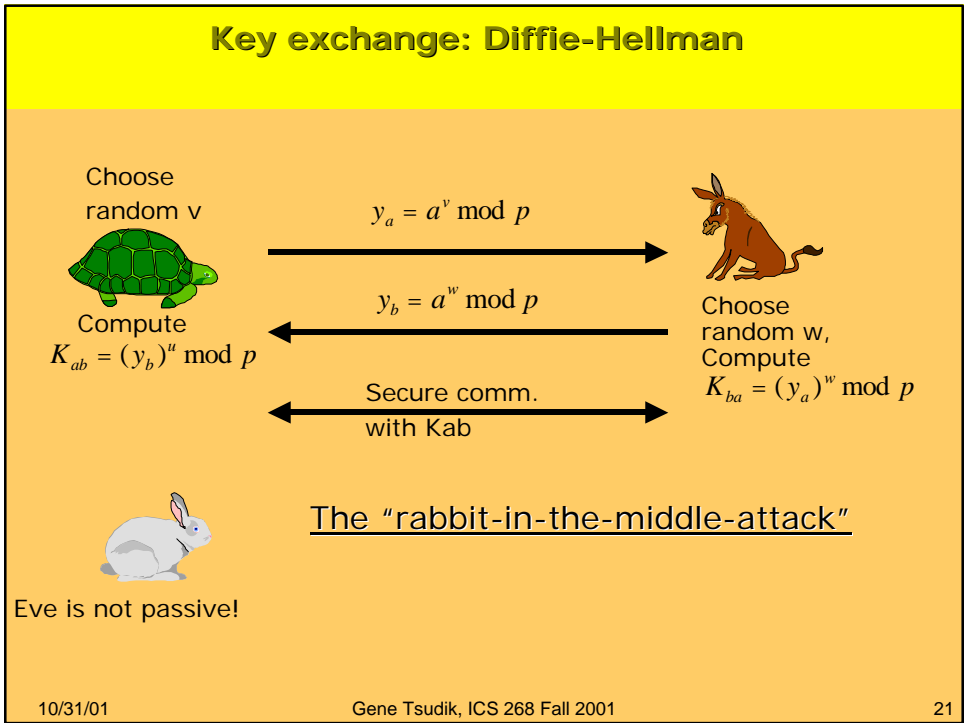 Key exchange: Diffie-Hellman
Choose
random v
y_a = a^v mod p
y_b = a^w mod p
Compute
K_ab = (y_b)^u mod p
Choose
random w,
Compute
K_ba = (y_a)^w mod p
Secure comm.
with Kab
The "rabbit-in-the-middle-attack"
Eve is not passive!
10/31/01
Gene Tsudik, ICS 268 Fall 2001
21